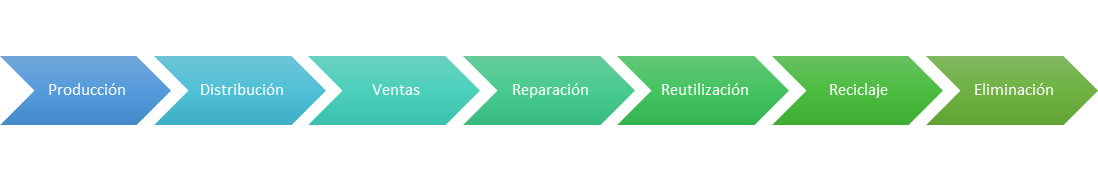 Producción
Distribución
Ventas
Reparación
Reutilización
Reciclaje
Eliminación